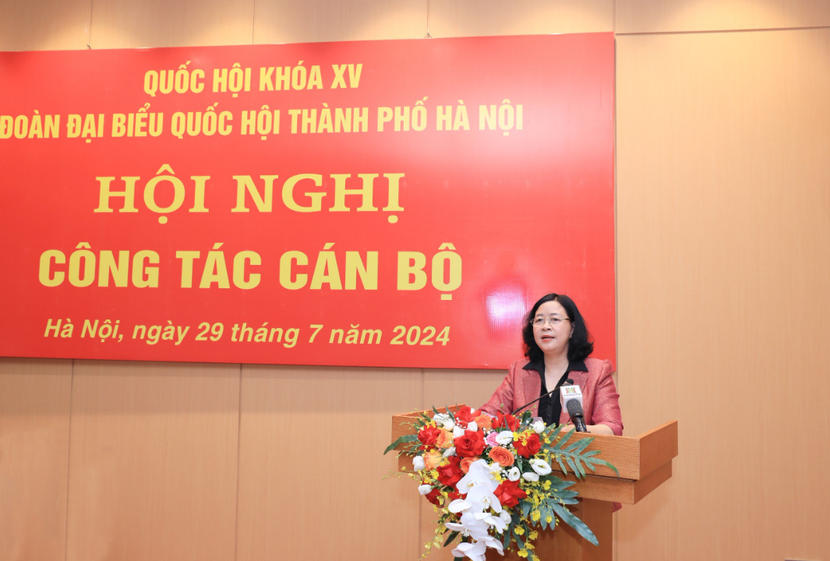 QUỐC HỘI KHÓA XV
ĐOÀN ĐẠI BIỂU QUỐC HỘI THÀNH PHỐ HÀ NỘI
HỘI NGHỊ
CÔNG TÁC CÁN BỘ
Hà Nội, ngày 29 tháng 7 năm 2024